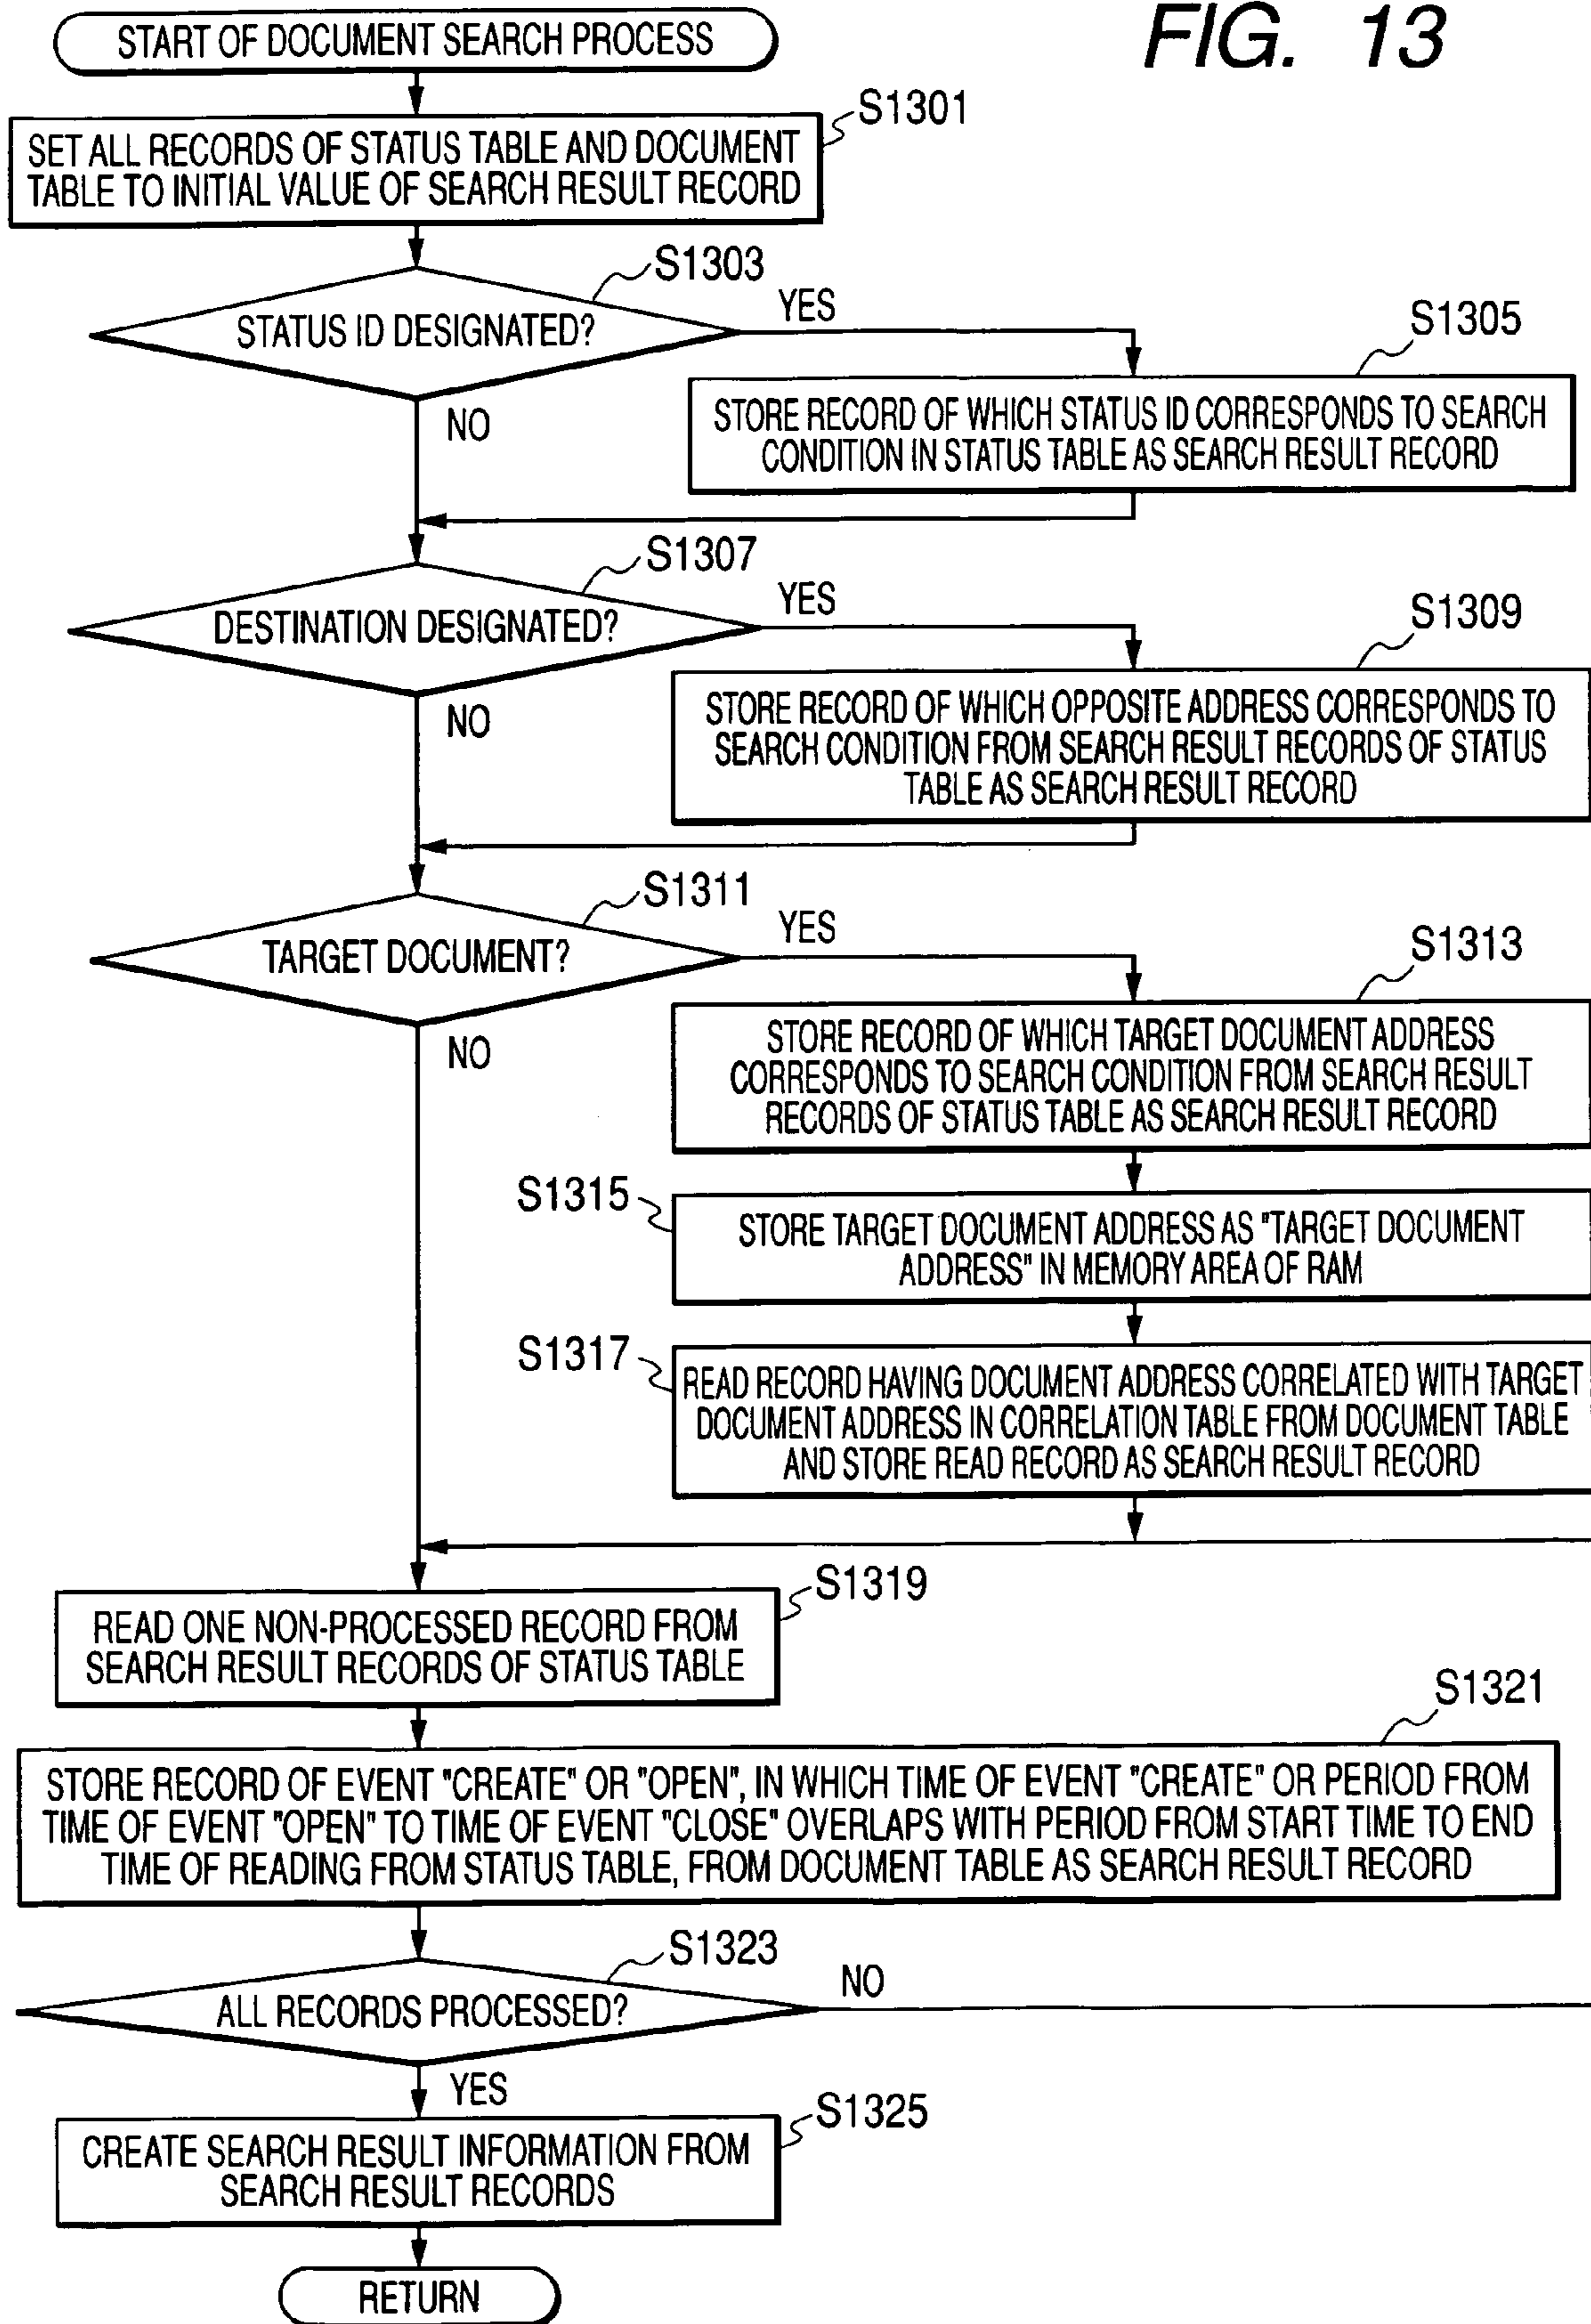 FIG. 13
START OF DOCUMENT SEARCH PROCESS
S1301
SET ALL RECORDS OF STATUS TABLE AND DOCUMENT
TABLE TO INITIAL VALUE OF SEARCH RESULT RECORD
S1303
STATUS ID DESIGNATED?
YES
NO
S1305
STORE RECORD OF WHICH STATUS ID CORRESPONDS TO SEARCH
CONDITION IN STATUS TABLE AS SEARCH RESULT RECORD
S1307
DESTINATION DESIGNATED?
YES
NO
S1309
STORE RECORD OF WHICH OPPOSITE ADDRESS CORRESPONDS TO
SEARCH CONDITION FROM SEARCH RESULT RECORDS OF STATUS
TABLE AS SEARCH RESULT RECORD
S1311
TARGET DOCUMENT?
YES
NO
S1313
STORE RECORD OF WHICH TARGET DOCUMENT ADDRESS
CORRESPONDS TO SEARCH CONDITION FROM SEARCH RESULT
RECORDS OF STATUS TABLE AS SEARCH RESULT RECORD
S1315
STORE TARGET DOCUMENT ADDRESS AS "TARGET DOCUMENT
ADDRESS" IN MEMORY AREA OF RAM
S1317
READ RECORD HAVING DOCUMENT ADDRESS CORRELATED WITH TARGET
DOCUMENT ADDRESS IN CORRELATION TABLE FROM DOCUMENT TABLE
AND STORE READ RECORD AS SEARCH RESULT RECORD
S1319
READ ONE NON-PROCESSED RECORD FROM
SEARCH RESULT RECORDS OF STATUS TABLE
S1321
STORE RECORD OF EVENT "CREATE" OR "OPEN", IN WHICH TIME OF EVENT "CREATE" OR PERIOD FROM
TIME OF EVENT "OPEN" TO TIME OF EVENT "CLOSE" OVERLAPS WITH PERIOD FROM START TIME TO END
TIME OF READING FROM STATUS TABLE, FROM DOCUMENT TABLE AS SEARCH RESULT RECORD
S1323
ALL RECORDS PROCESSED?
NO
YES
S1325
CREATE SEARCH RESULT INFORMATION FROM
SEARCH RESULT RECORDS
RETURN